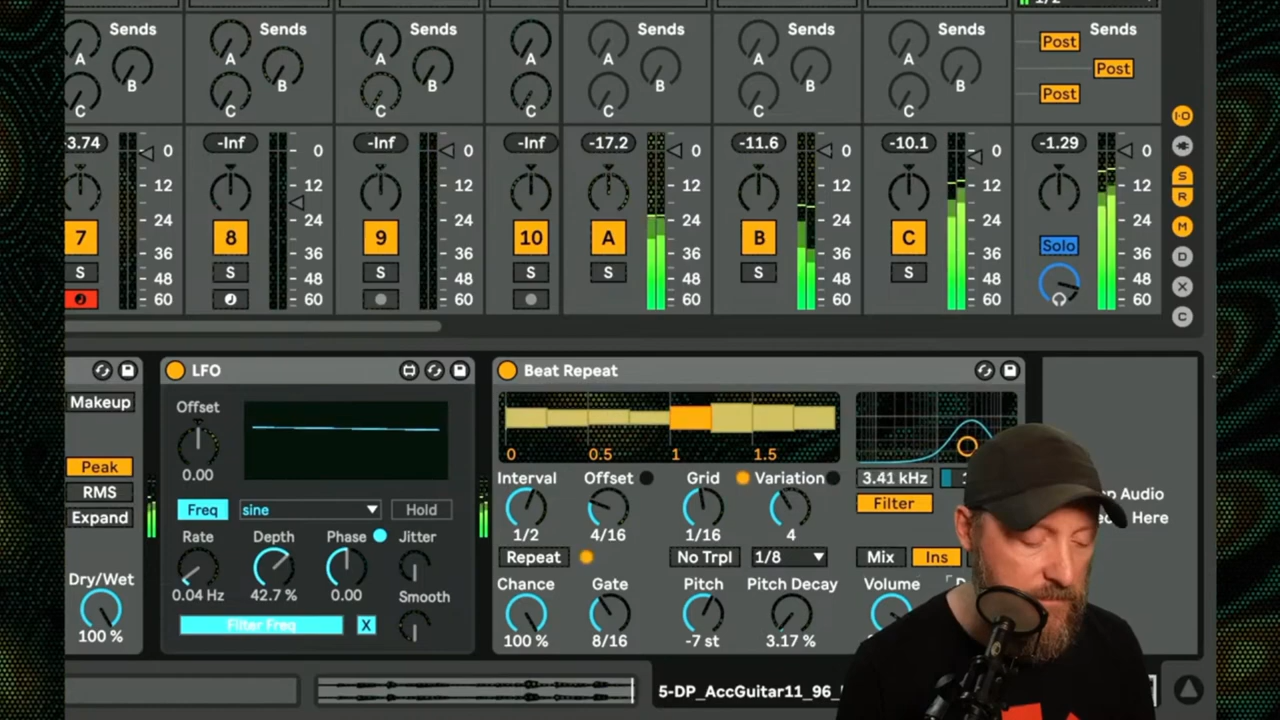 1/2
Sends Sends Sends Sends Sends Sends Sends
A B C A B C A B C A C A B C A B C A B C
Post
Post
Post
-3.74 -Inf -Inf -Inf -17.2 -11.6 -10.1 -1.29
0 12 24 36 48 60
0 12 24 36 48 60
0 12 24 36 48 60
0 12 24 36 48 60
0 12 24 36 48 60
0 12 24 36 48 60
0 12 24 36 48 60
7 8 9 10 A B C Solo
S S S S S S S
I·O
S
R
M
D
X
C
Makeup
Peak
RMS
Expand
Dry/Wet
100 %
LFO
Offset
0.00
Freq sine Hold
Rate Depth Phase Jitter
0.04 Hz 42.7 % 0.00
Smooth
Filter Freq X
Beat Repeat
0 0.5 1 1.5
Interval Offset Grid Variation
1/2 4/16 1/16 4
Repeat No Trpl 1/8
Chance Gate Pitch Pitch Decay
100 % 8/16 -7 st 3.17 %
3.41 kHz
Filter
Mix Ins
Volume
Audio
Here
5-DP_AccGuitar11_96_